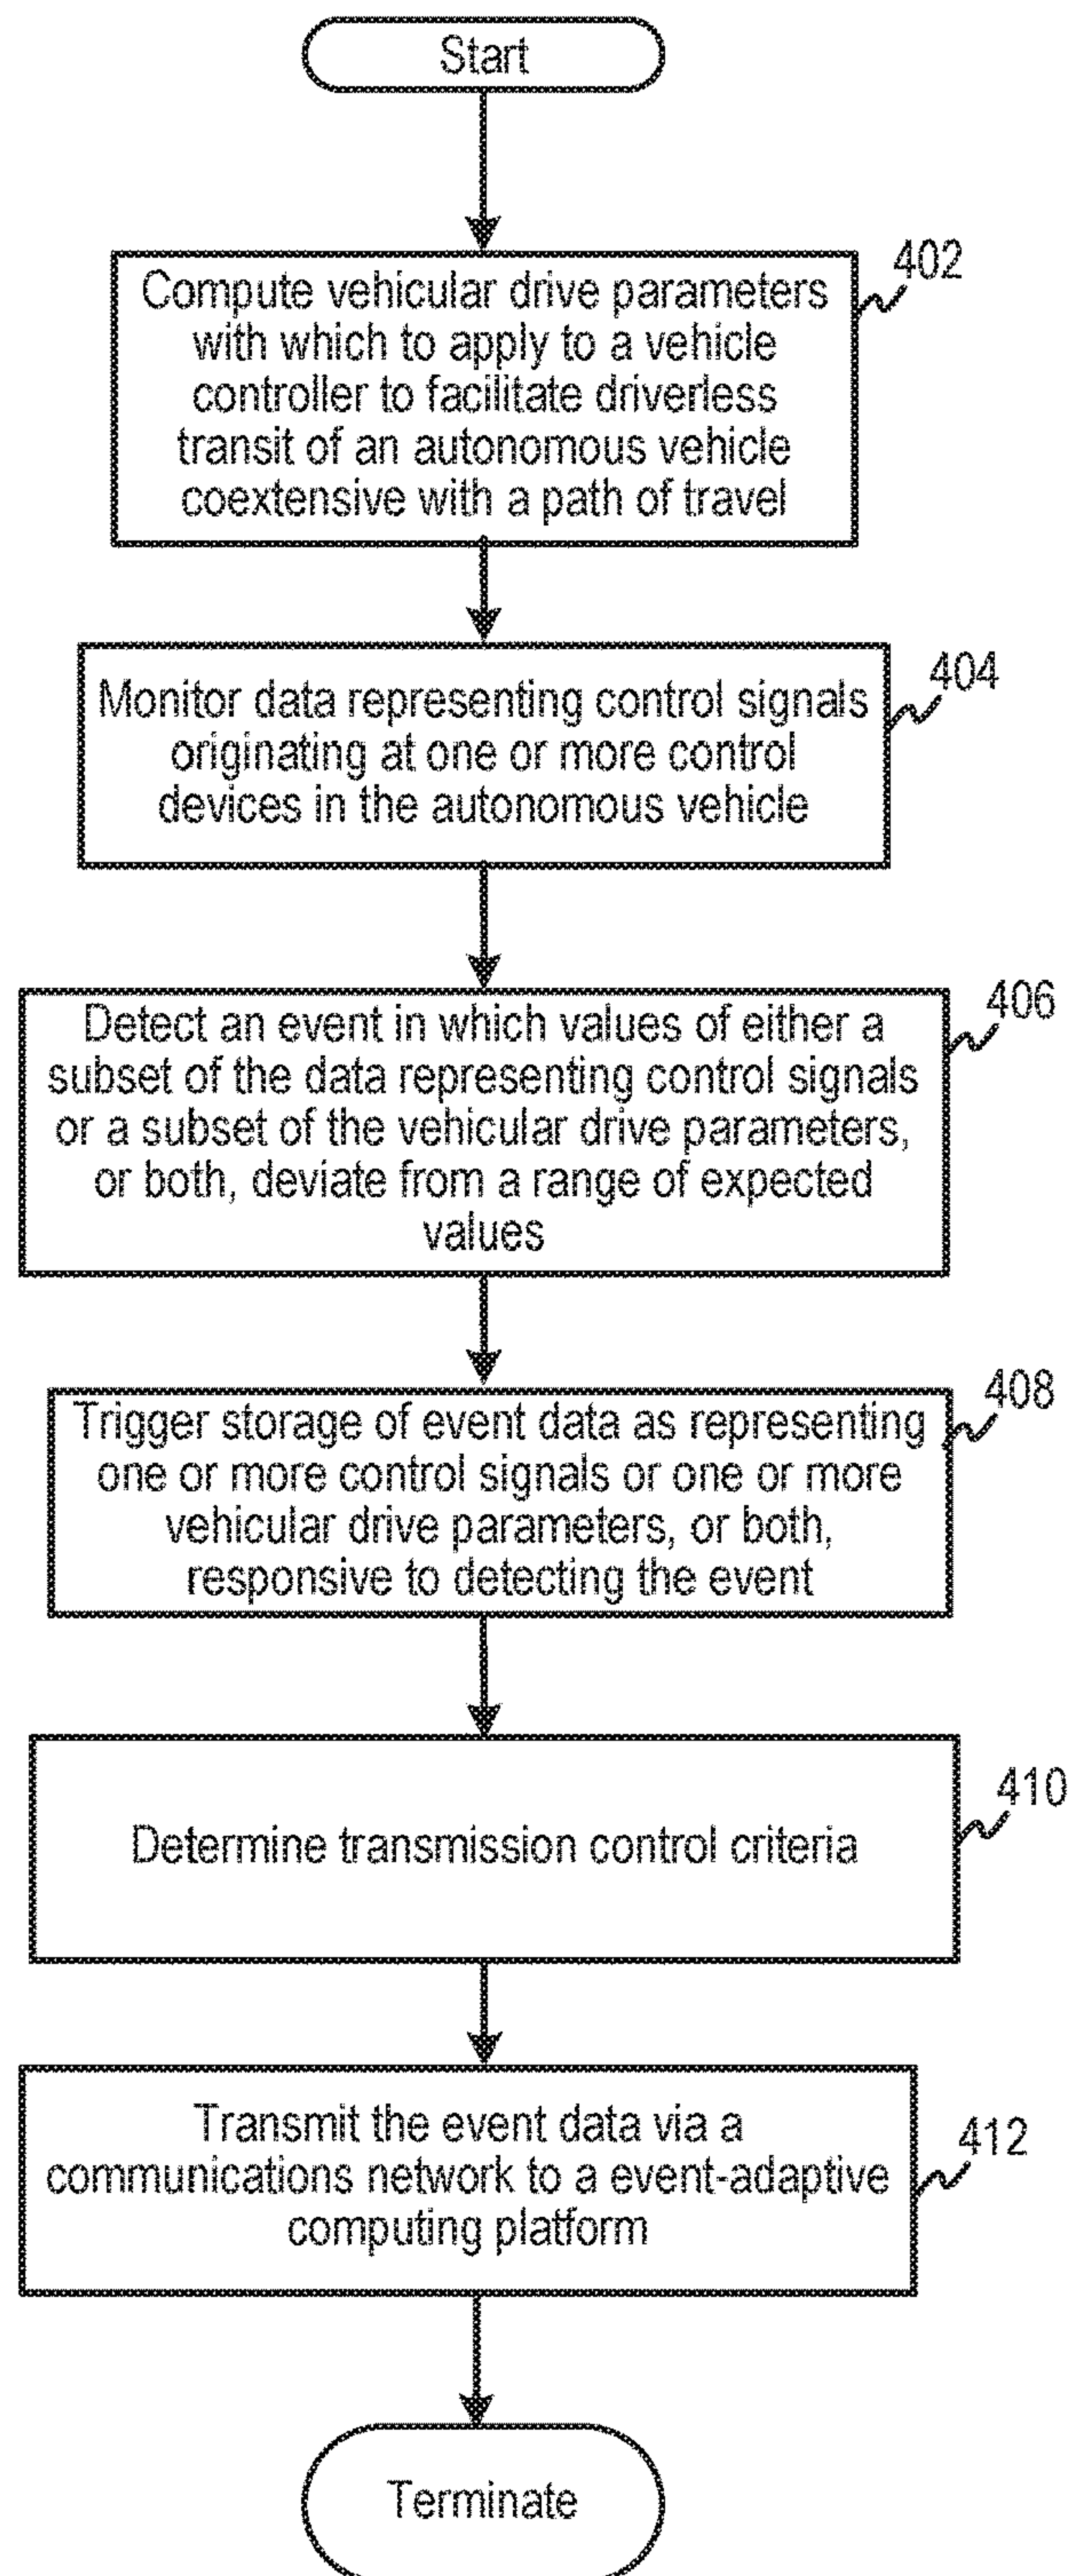 Start
402
Compute vehicular drive parameters
with which to apply to a vehicle
controller to facilitate driverless
transit of an autonomous vehicle
coextensive with a path of travel
404
Monitor data representing control signals
originating at one or more control
devices in the autonomous vehicle
406
Detect an event in which values of either a
subset of the data representing control signals
or a subset of the vehicular drive parameters,
or both, deviate from a range of expected
values
408
Trigger storage of event data as representing
one or more control signals or one or more
vehicular drive parameters, or both,
responsive to detecting the event
410
Determine transmission control criteria
412
Transmit the event data via a
communications network to a event-adaptive
computing platform
Terminate